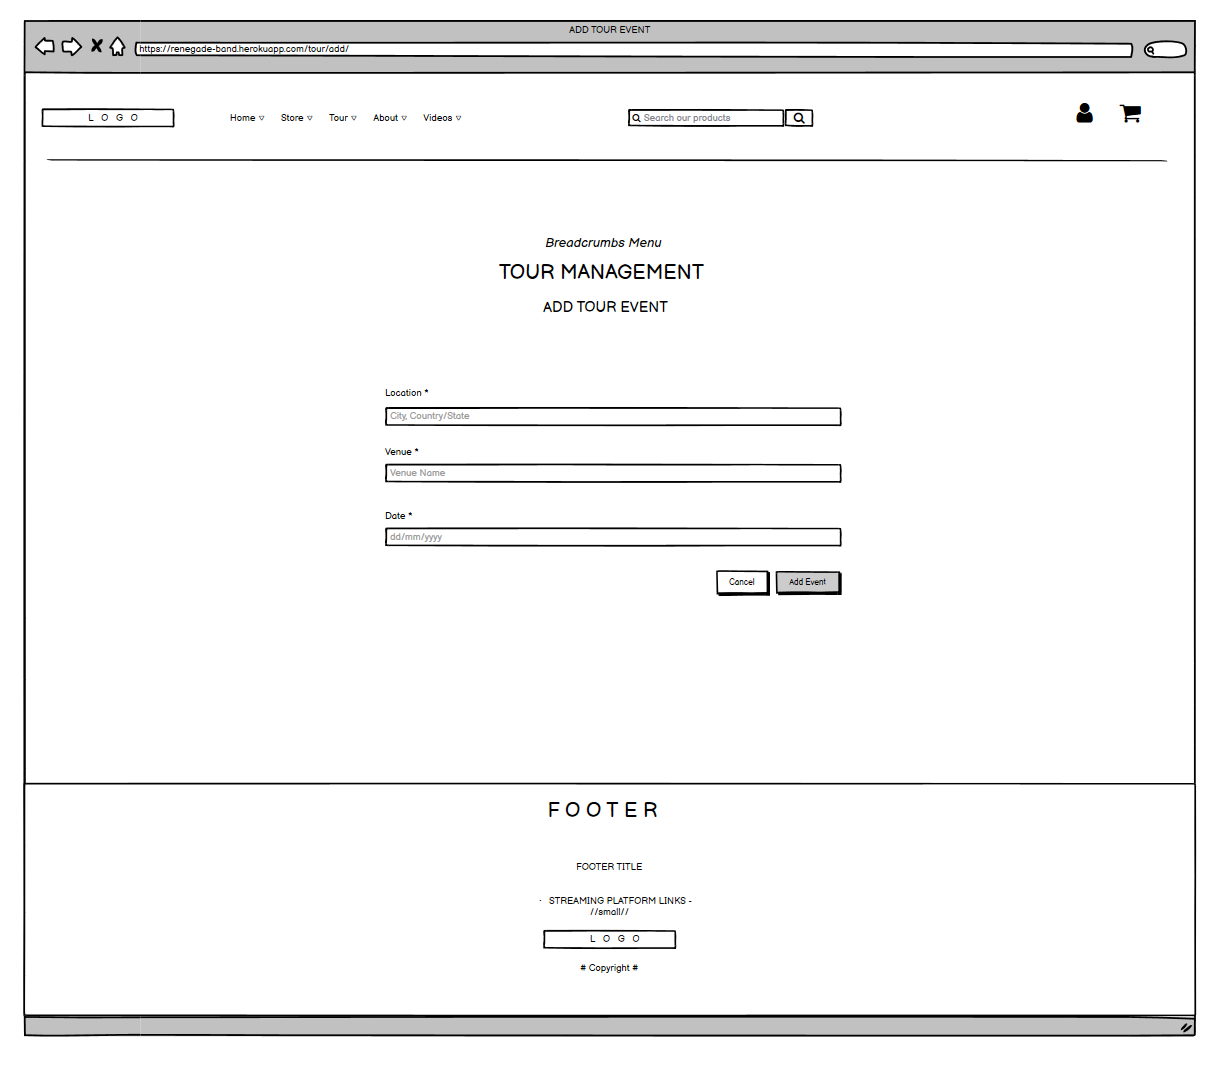 ADD TOUR EVENT
https://renegade-band.herokuapp.com/tour/add/
LOGO
Home
Store
Tour
About
Videos
Search our products
Breadcrumbs Menu
TOUR MANAGEMENT
ADD TOUR EVENT
Location *
City, Country/State
Venue *
Venue Name
Date *
dd/mm/yyyy
Cancel
Add Event
FOOTER
FOOTER TITLE
· STREAMING PLATFORM LINKS -
//small//
LOGO
# Copyright #